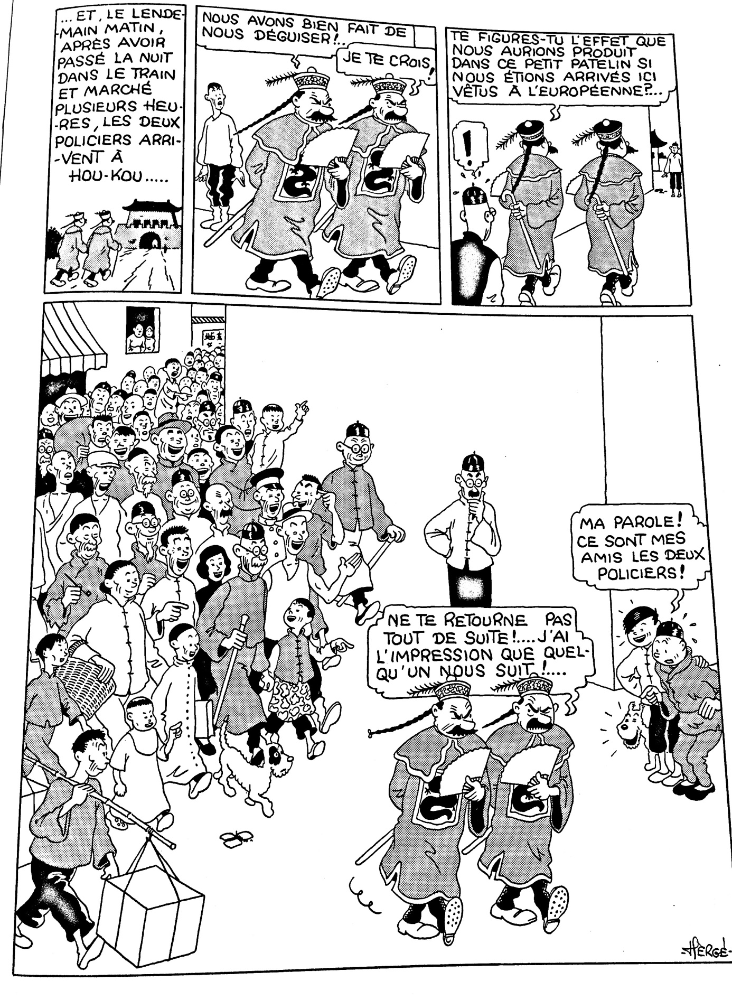 ...ET, LE LENDE-
-MAIN MATIN,
APRÈS AVOIR
PASSÉ LA NUIT
DANS LE TRAIN
ET MARCHÉ
PLUSIEURS HEU-
-RES, LES DEUX
POLICIERS ARRI-
-VENT À
HOU-KOU.....
NOUS AVONS BIEN FAIT DE
NOUS DÉGUISER!...
JE TE CROIS!
TE FIGURES-TU L'EFFET QUE
NOUS AURIONS PRODUIT
DANS CE PETIT PATELIN SI
NOUS ÉTIONS ARRIVÉS ICI
VÊTUS À L'EUROPÉENNE?...
!
MA PAROLE!
CE SONT MES
AMIS LES DEUX
POLICIERS!
NE TE RETOURNE PAS
TOUT DE SUITE!....J'AI
L'IMPRESSION QUE QUEL-
QU'UN NOUS SUIT!....
-HERGÉ-